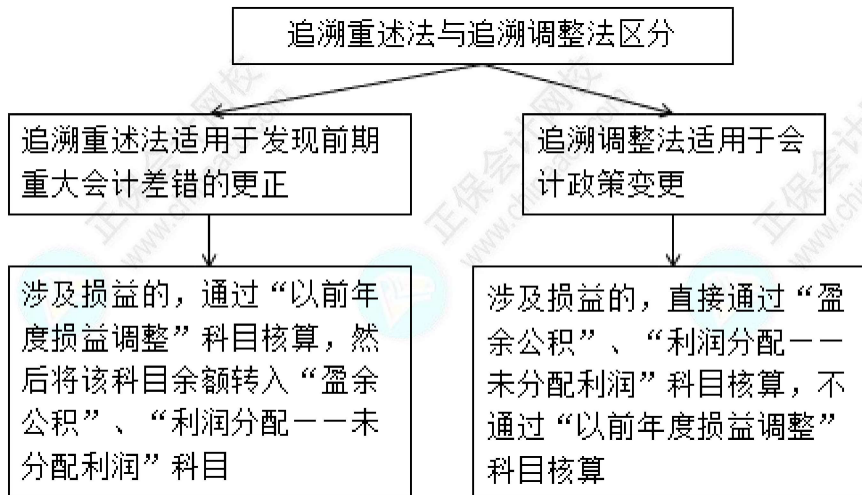 追溯重述法与追溯调整法区分
追溯重述法适用于发现前期
重大会计差错的更正
追溯调整法适用于会
计政策变更
涉及损益的，通过“以前年
度损益调整”科目核算，然
后将该科目余额转入“盈余
公积”、“利润分配——未
分配利润”科目
涉及损益的，直接通过“盈
余公积”、“利润分配——
未分配利润”科目核算，不
通过“以前年度损益调整”
科目核算
正保会计网校